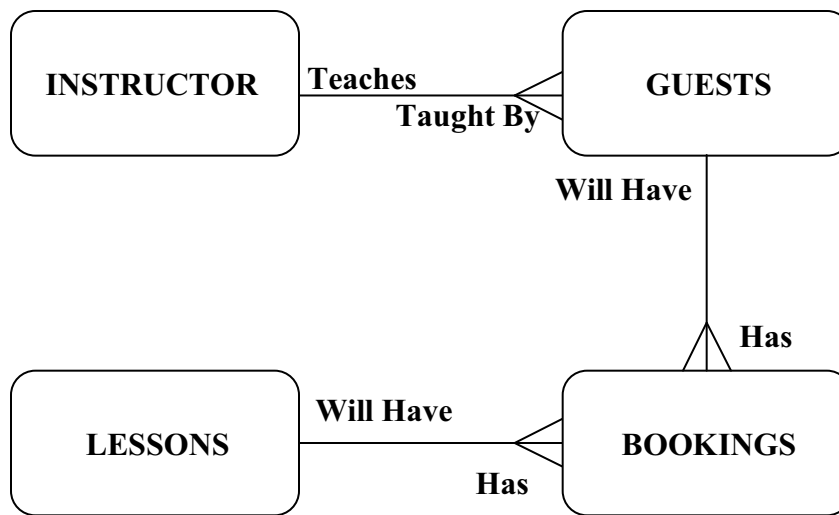 INSTRUCTOR
Teaches
Taught By
GUESTS
Will Have
Has
LESSONS
Will Have
Has
BOOKINGS